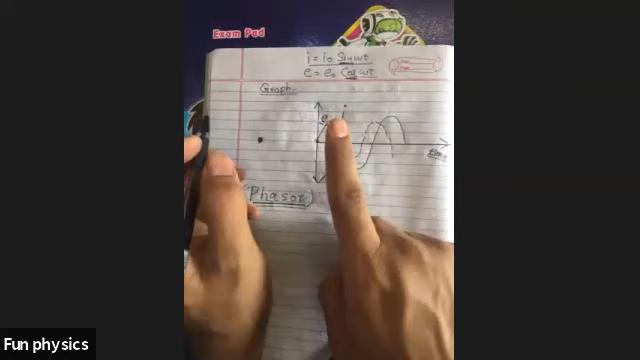 Exam Pad
i = i₀ Sinωt
e = e₀ Cosωt
Graph
e i
(Phasor)
Fun physics